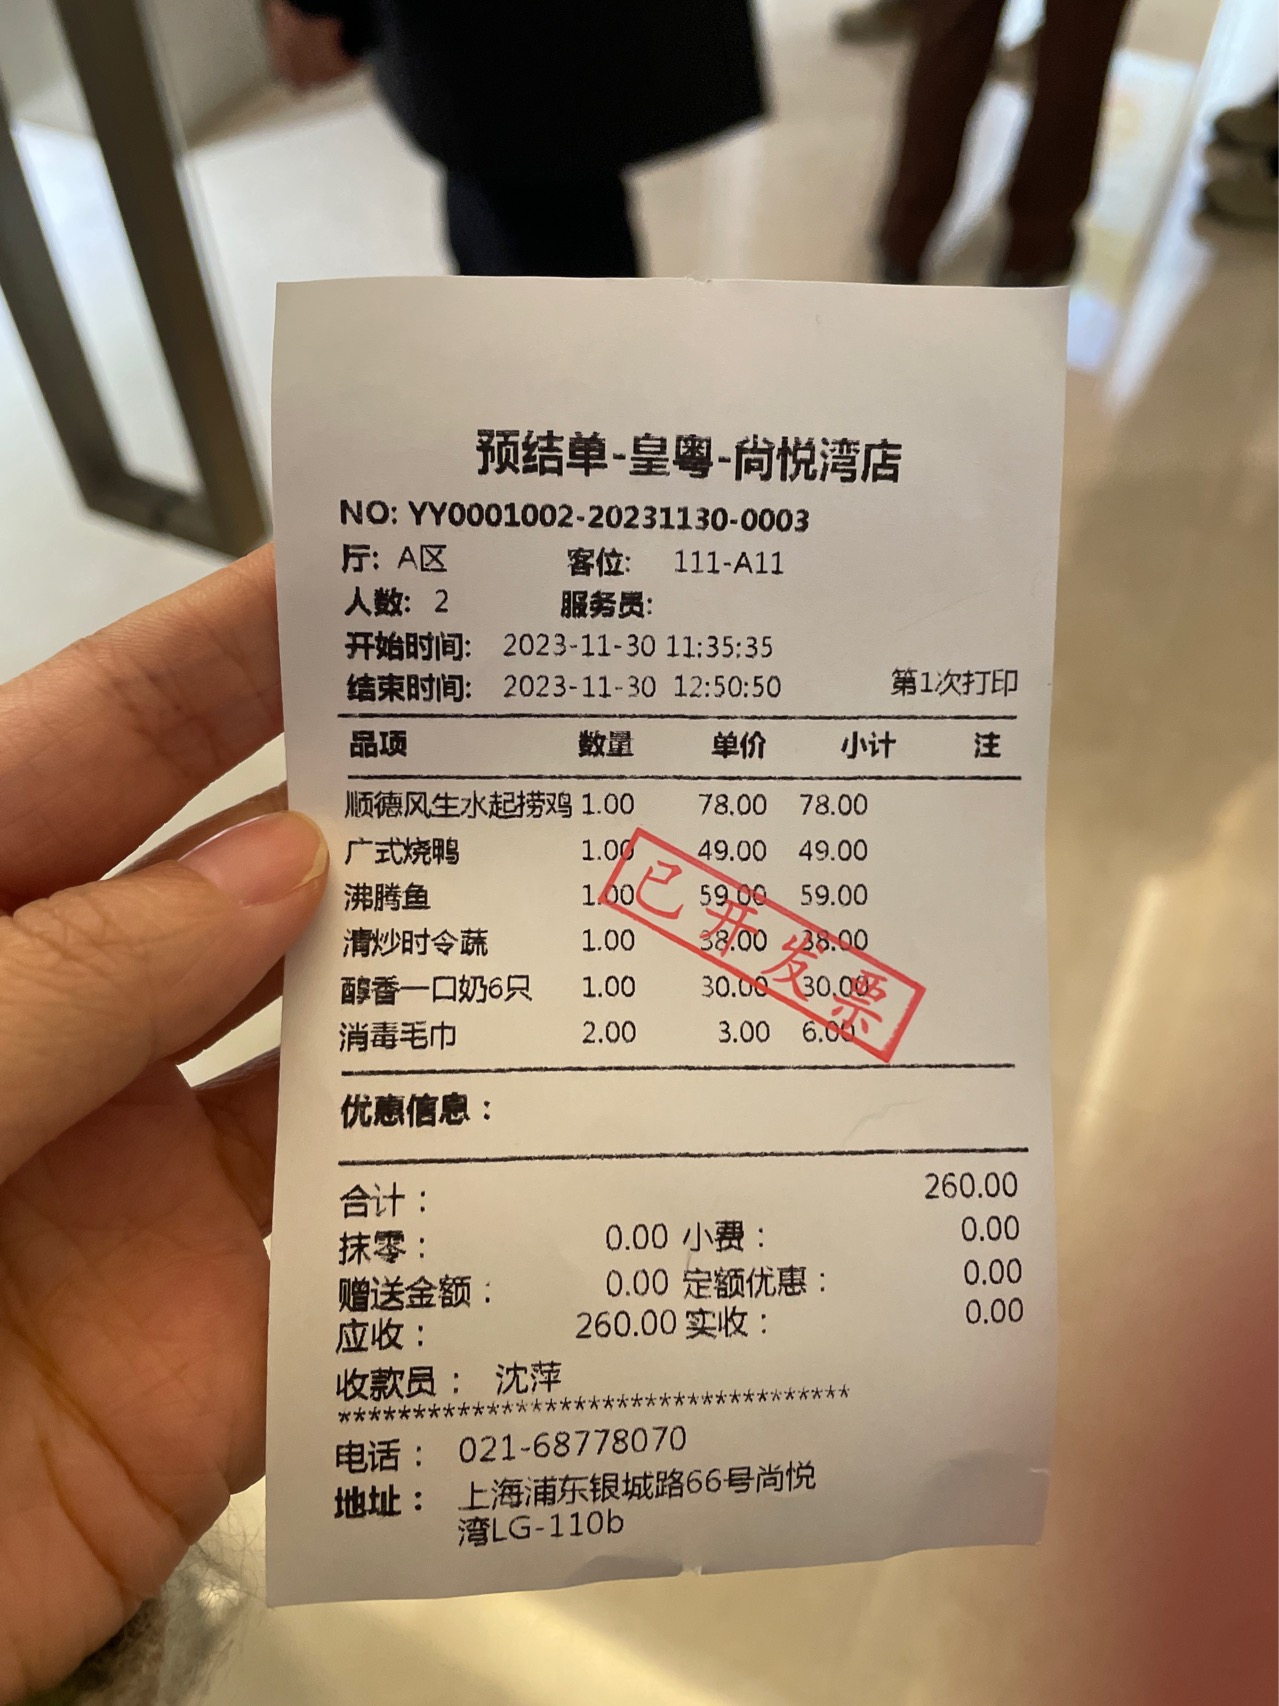 预结单-皇粤-尚悦湾店
NO: YY0001002-20231130-0003
厅: A区 客位: 111-A11
人数: 2 服务员:
开始时间: 2023-11-30 11:35:35
结束时间: 2023-11-30 12:50:50 第1次打印
品项 数量 单价 小计 注
顺德风生水起捞鸡 1.00 78.00 78.00
广式烧鸭 1.00 49.00 49.00
沸腾鱼 1.00 59.00 59.00
清炒时令蔬 1.00 38.00 38.00
醇香一口奶6只 1.00 30.00 30.00
消毒毛巾 2.00 3.00 6.00
已开发票
优惠信息：
合计： 260.00
抹零： 0.00 小费： 0.00
赠送金额： 0.00 定额优惠： 0.00
应收： 260.00 实收： 0.00
收款员： 沈萍
**********************************
电话： 021-68778070
地址： 上海浦东银城路66号尚悦
湾LG-110b